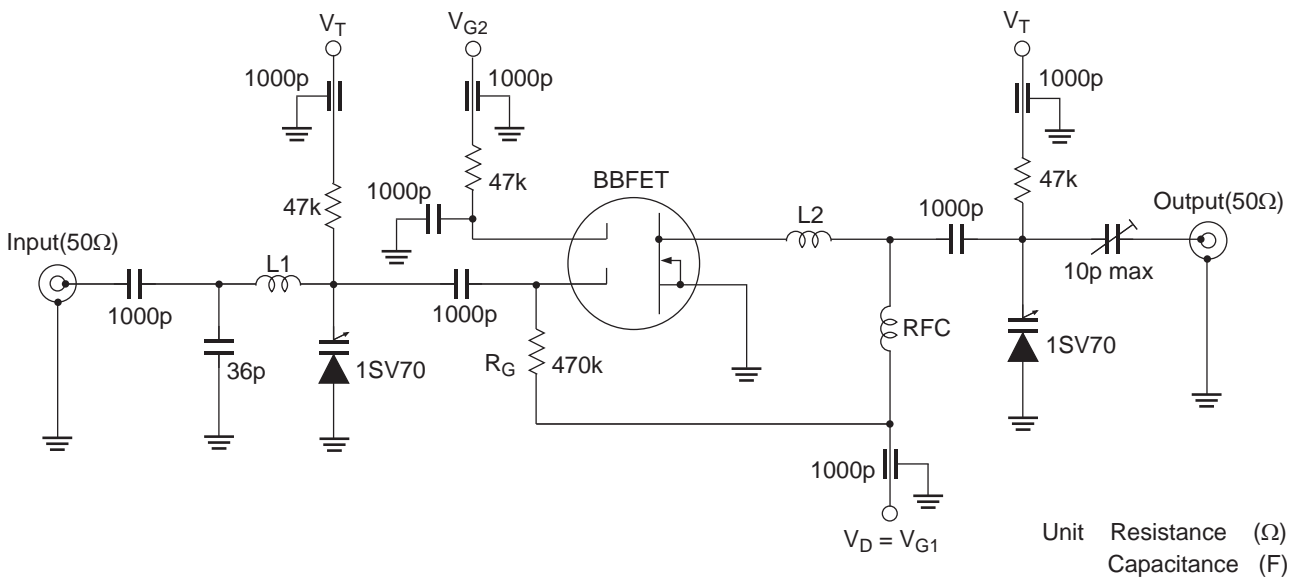 V_T
V_G2
V_T
1000p
1000p
1000p
47k
BBFET
47k
1000p
47k
1000p
L2
Output(50Ω)
Input(50Ω)
L1
10p max
1000p
1000p
RFC
36p
1SV70
R_G
470k
1SV70
1000p
V_D = V_G1
Unit Resistance (Ω)
Capacitance (F)